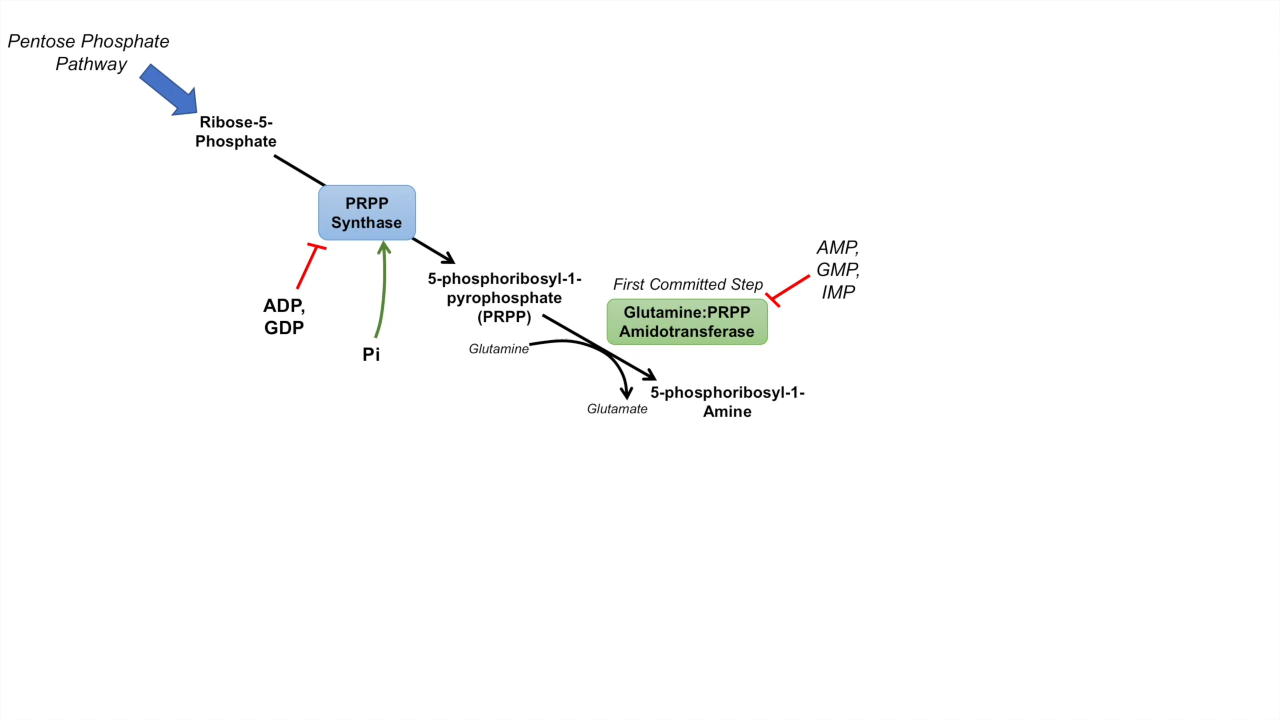 Pentose Phosphate
Pathway
Ribose-5-
Phosphate
PRPP
Synthase
ADP,
GDP
Pi
5-phosphoribosyl-1-
pyrophosphate
(PRPP)
Glutamine
First Committed Step
Glutamine:PRPP
Amidotransferase
AMP,
GMP,
IMP
Glutamate
5-phosphoribosyl-1-
Amine